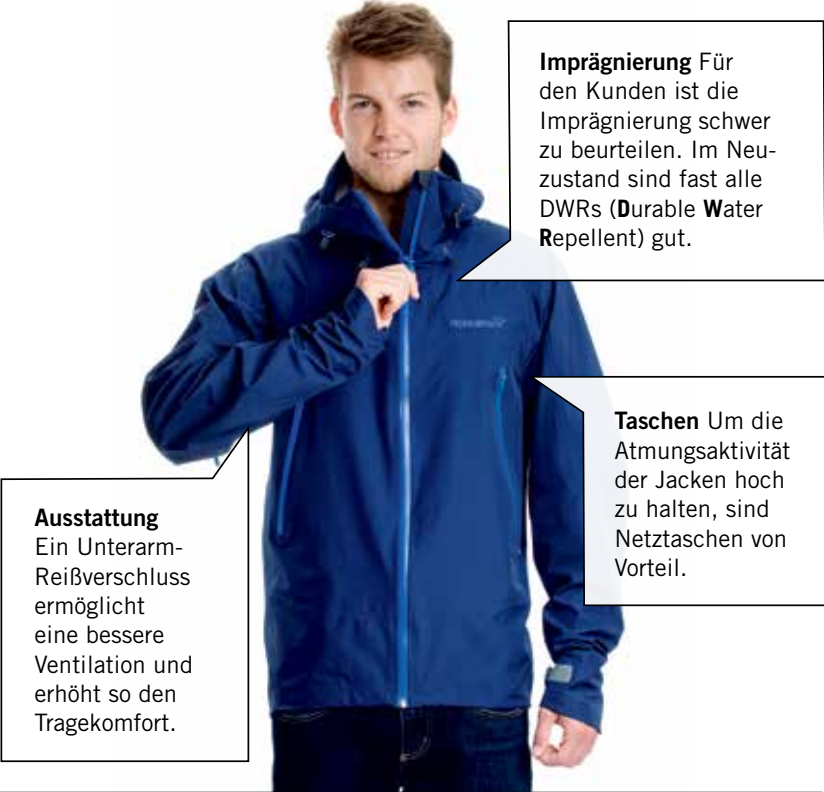 Imprägnierung Für
den Kunden ist die
Imprägnierung schwer
zu beurteilen. Im Neu-
zustand sind fast alle
DWRs (Durable Water
Repellent) gut.
Taschen Um die
Atmungsaktivität
der Jacken hoch
zu halten, sind
Netztaschen von
Vorteil.
Ausstattung
Ein Unterarm-
Reißverschluss
ermöglicht
eine bessere
Ventilation und
erhöht so den
Tragekomfort.